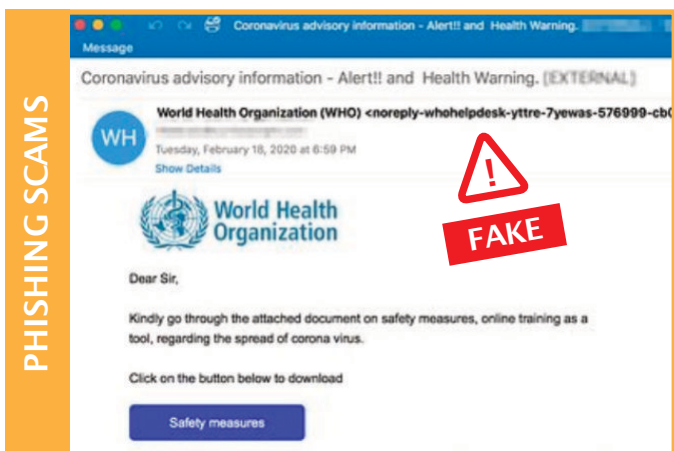 PHISHING SCAMS
Coronavirus advisory information - Alert!! and Health Warning.
Message
Coronavirus advisory information - Alert!! and Health Warning. [EXTERNAL]
World Health Organization (WHO) <noreply-whohelpdesk-yttre-7yewas-576999-cb0
WH
Tuesday, February 18, 2020 at 6:59 PM
Show Details
!
FAKE
World Health
Organization
Dear Sir,
Kindly go through the attached document on safety measures, online training as a
tool, regarding the spread of corona virus.
Click on the button below to download
Safety measures